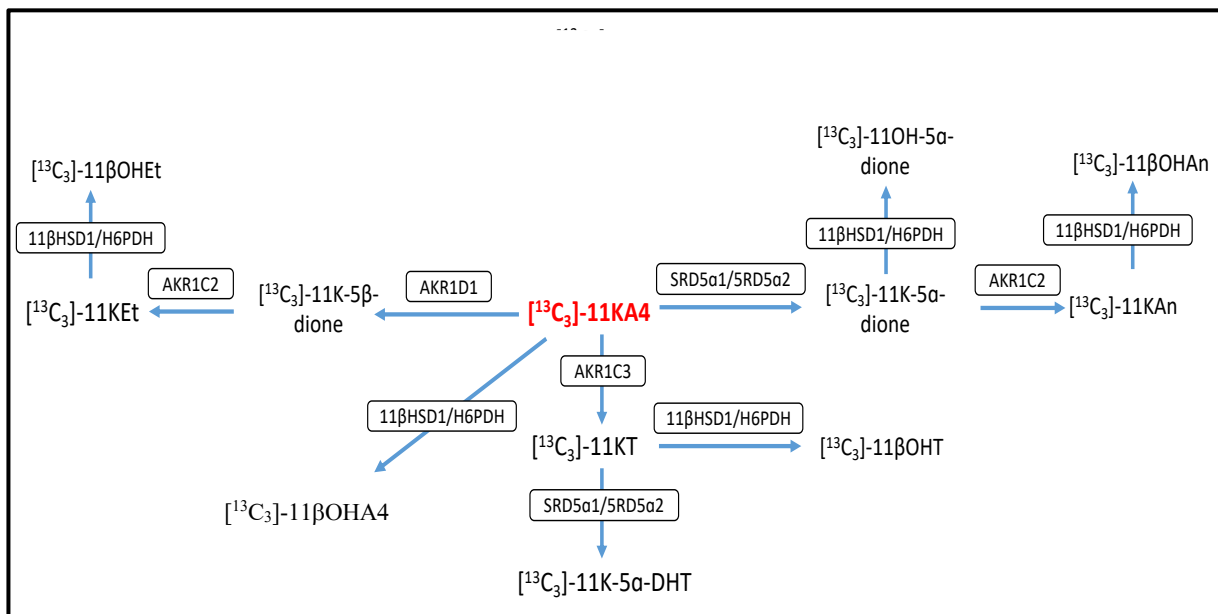 [¹³C₃]-11OH-5α-
dione
[¹³C₃]-11βOHEt
[¹³C₃]-11βOHAn
11βHSD1/H6PDH
11βHSD1/H6PDH
11βHSD1/H6PDH
AKR1C2
AKR1D1
SRD5α1/5RD5α2
AKR1C2
[¹³C₃]-11KEt
[¹³C₃]-11K-5β-
dione
[¹³C₃]-11KA4
[¹³C₃]-11K-5α-
dione
[¹³C₃]-11KAn
AKR1C3
11βHSD1/H6PDH
11βHSD1/H6PDH
[¹³C₃]-11KT
[¹³C₃]-11βOHT
SRD5α1/5RD5α2
[¹³C₃]-11βOHA4
[¹³C₃]-11K-5α-DHT